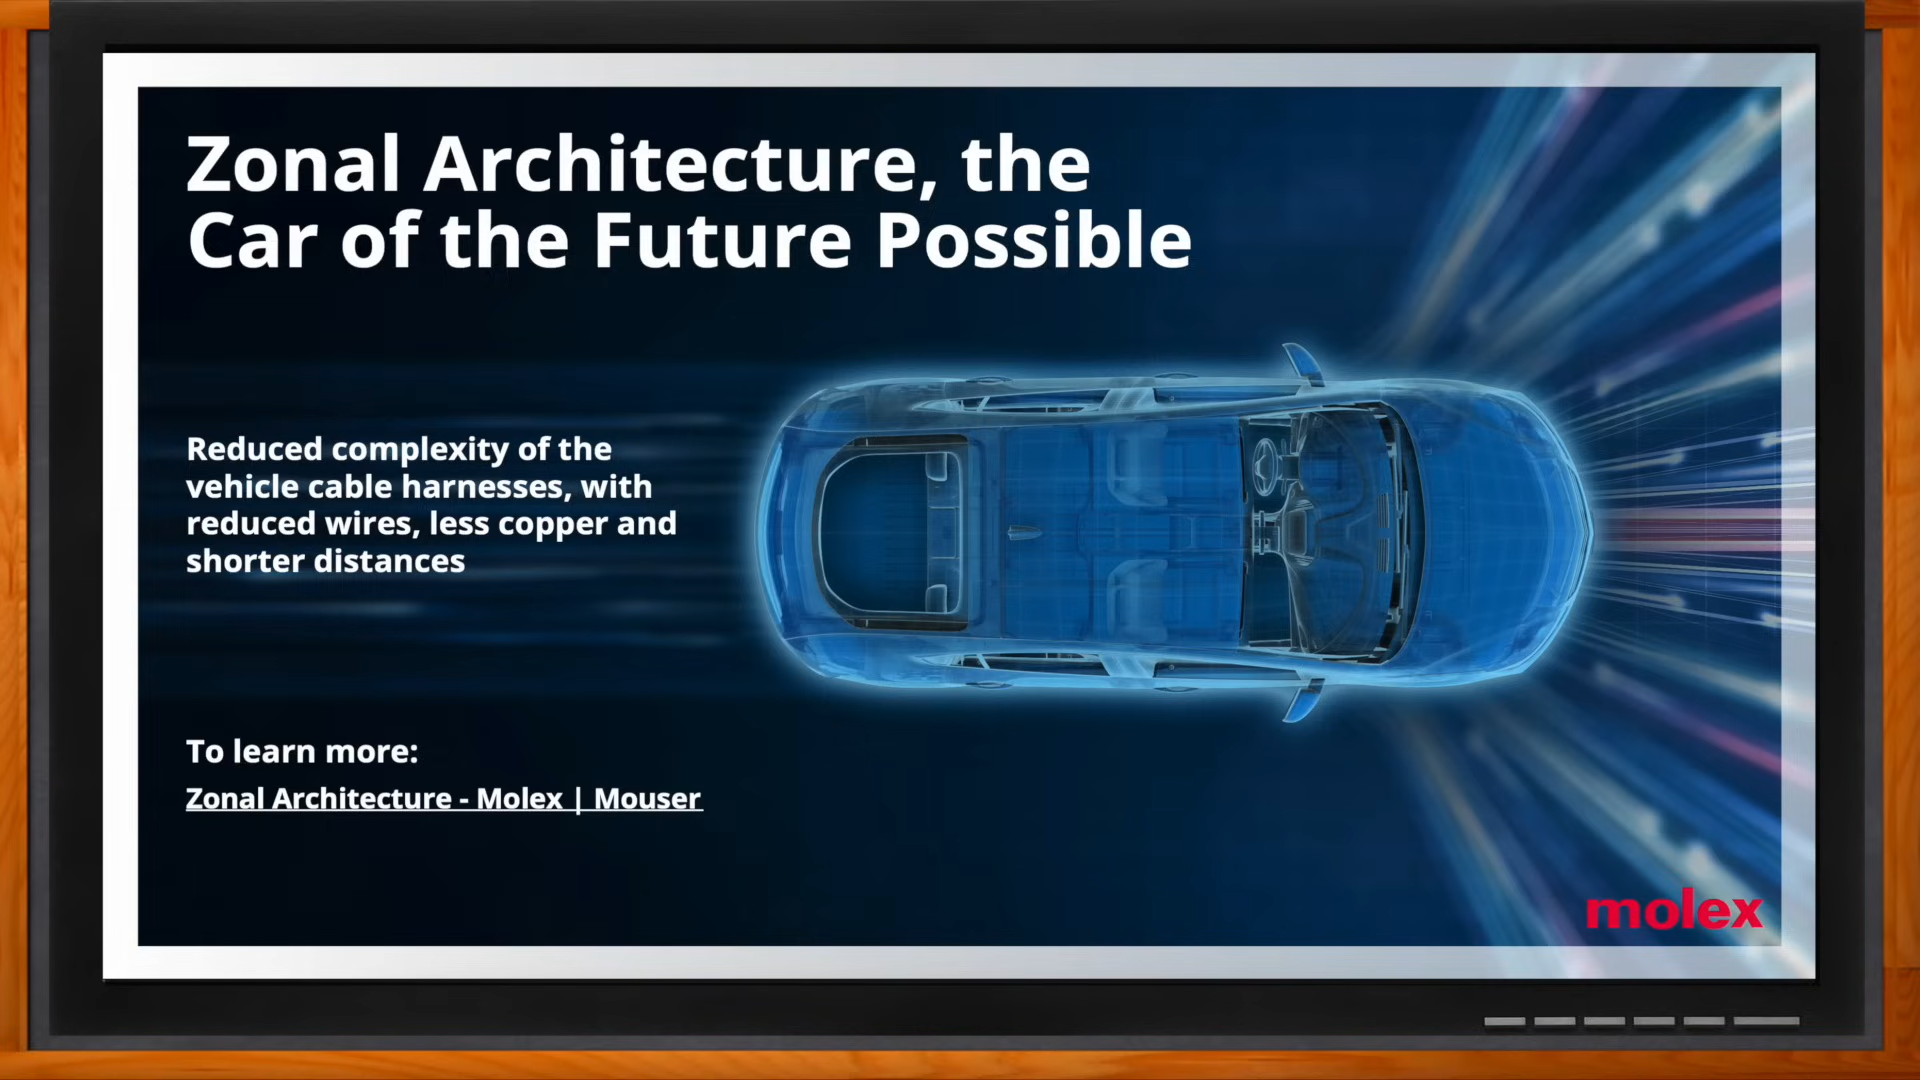 Zonal Architecture, the
Car of the Future Possible
Reduced complexity of the
vehicle cable harnesses, with
reduced wires, less copper and
shorter distances
To learn more:
Zonal Architecture - Molex | Mouser
molex